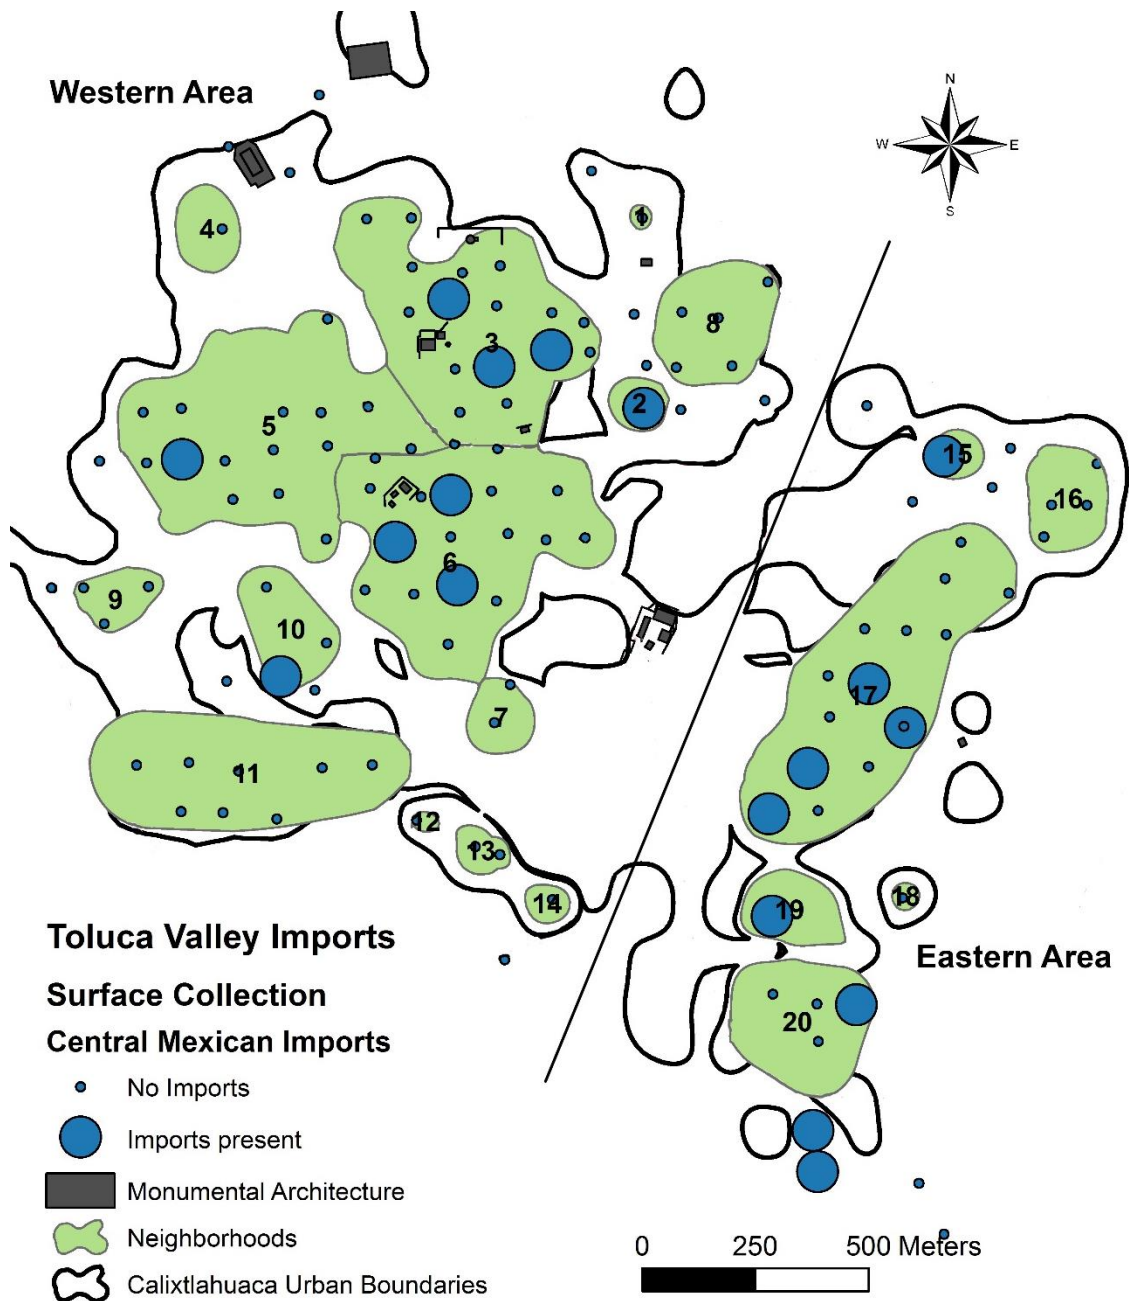 Western Area
N
W
E
S
1
4
3
8
2
5
15
16
6
9
10
17
7
11
12
13
14
18
19
Eastern Area
20
Toluca Valley Imports
Surface Collection
Central Mexican Imports
No Imports
Imports present
Monumental Architecture
Neighborhoods
Calixtlahuaca Urban Boundaries
0 250 500 Meters